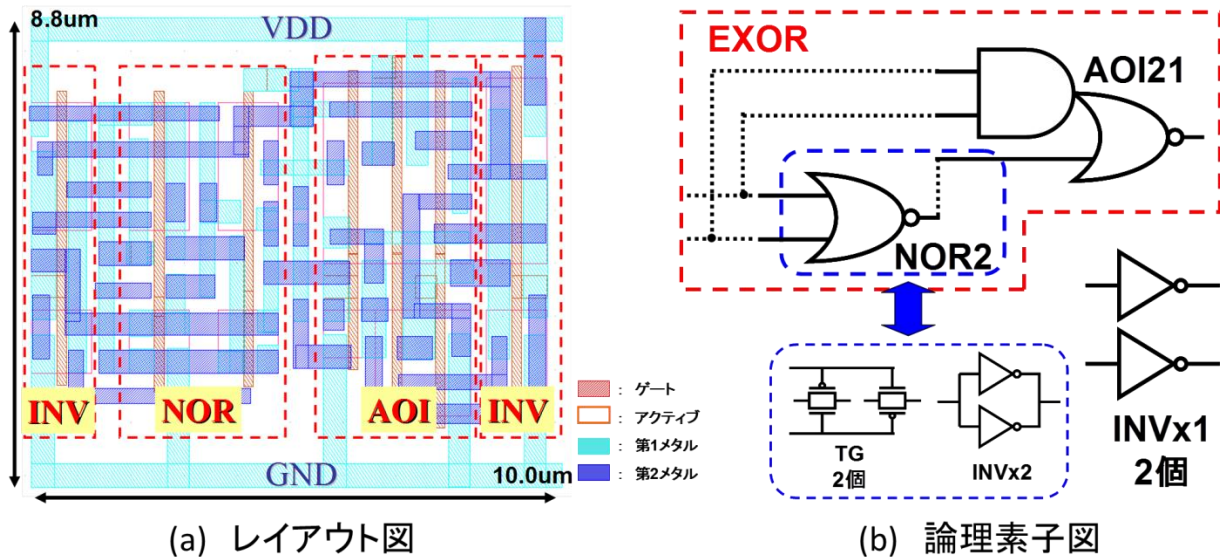 8.8um
VDD
INV
NOR
AOI
INV
GND
10.0um
： ゲート
： アクティブ
： 第1メタル
： 第2メタル
(a) レイアウト図
EXOR
AOI21
NOR2
TG
2個
INVx2
INVx1
2個
(b) 論理素子図